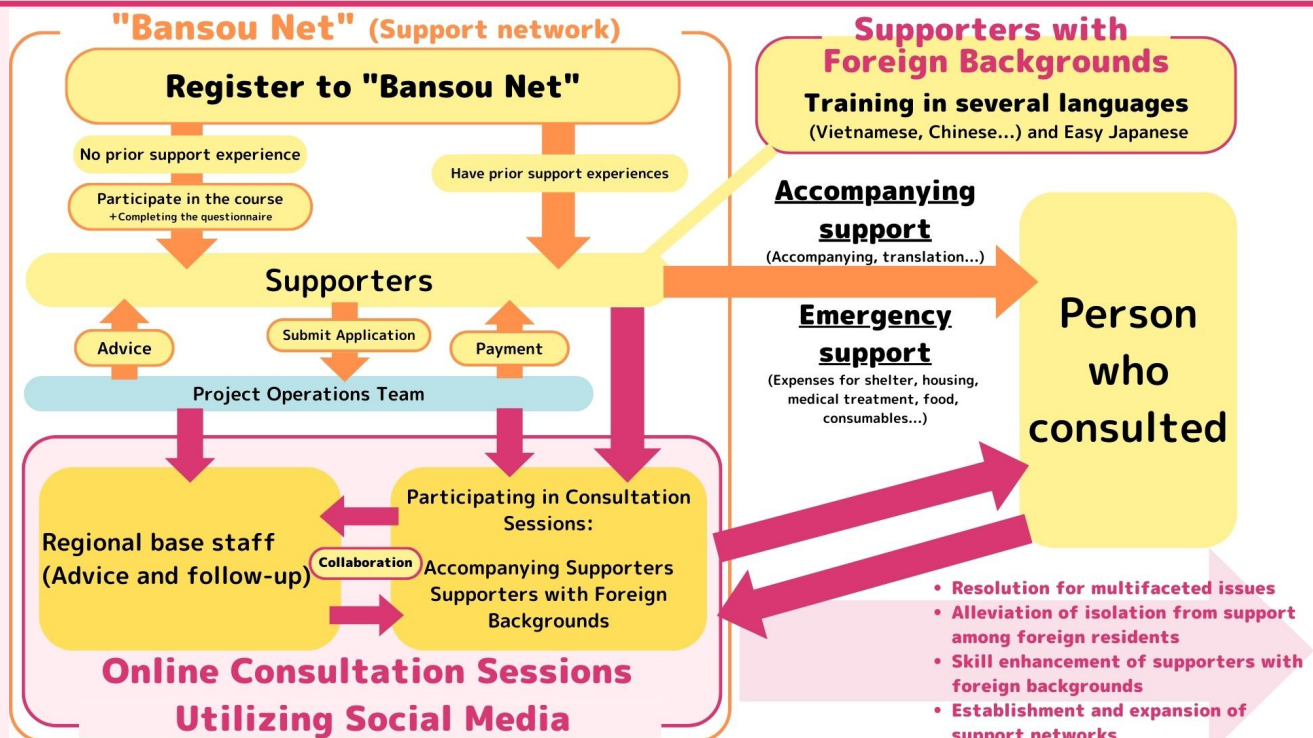 "Bansou Net" (Support network)
Register to "Bansou Net"
No prior support experience
Participate in the course
+Completing the questionnaire
Have prior support experiences
Supporters
Advice
Submit Application
Payment
Project Operations Team
Regional base staff
(Advice and follow-up)
Collaboration
Participating in Consultation
Sessions:
Accompanying Supporters
Supporters with Foreign
Backgrounds
Online Consultation Sessions
Utilizing Social Media
Supporters with
Foreign Backgrounds
Training in several languages
(Vietnamese, Chinese...) and Easy Japanese
Accompanying
support
(Accompanying, translation...)
Emergency
support
(Expenses for shelter, housing,
medical treatment, food,
consumables...)
Person
who
consulted
• Resolution for multifaceted issues
• Alleviation of isolation from support
among foreign residents
• Skill enhancement of supporters with
foreign backgrounds
• Establishment and expansion of
support networks